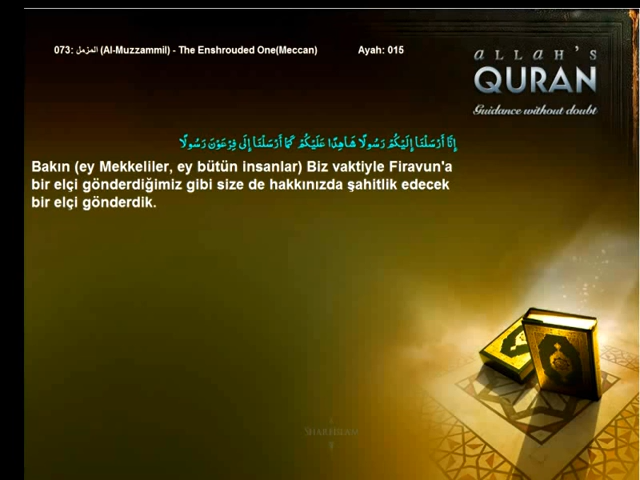 073: المزمل (Al-Muzzammil) - The Enshrouded One(Meccan) Ayah: 015
ALLAH'S
QURAN
Guidance without doubt
إِنَّا أَرْسَلْنَا إِلَيْكُمْ رَسُولًا شَاهِدًا عَلَيْكُمْ كَمَا أَرْسَلْنَا إِلَى فِرْعَوْنَ رَسُولًا
Bakın (ey Mekkeliler, ey bütün insanlar) Biz vaktiyle Firavun'a
bir elçi gönderdiğimiz gibi size de hakkınızda şahitlik edecek
bir elçi gönderdik.